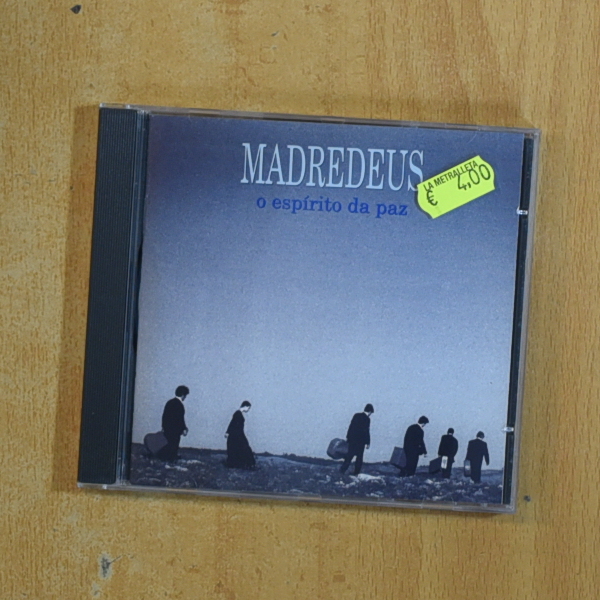 MADREDEUS
o espírito da paz
LA METRALLETA
€ 4,00